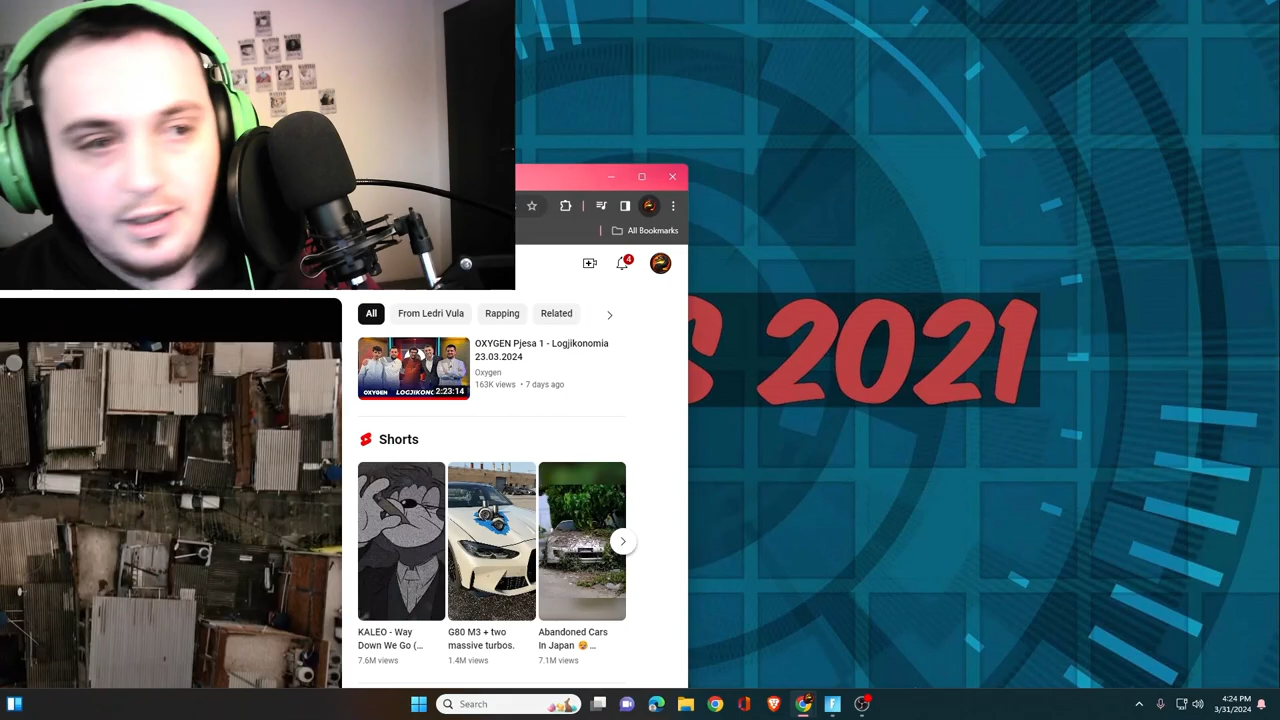 All Bookmarks
4
All
From Ledri Vula
Rapping
Related
OXYGEN Pjesa 1 - Logjikonomia
23.03.2024
Oxygen
163K views • 7 days ago
OXYGEN
2:23:14
S 2021
Shorts
KALEO - Way
Down We Go (...
7.6M views
G80 M3 + two
massive turbos.
1.4M views
Abandoned Cars
In Japan 🥵 ...
7.1M views
Search
4:24 PM
3/31/2024